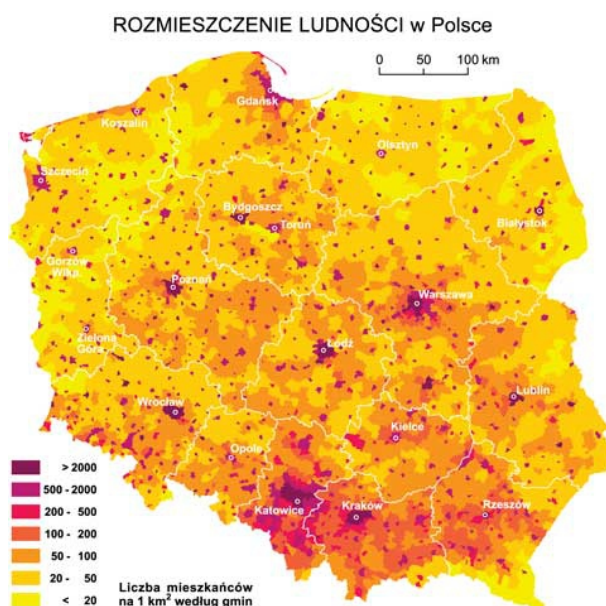 ROZMIESZCZENIE LUDNOŚCI w Polsce
0 50 100 km
Gdańsk
Koszalin
Olsztyn
Szczecin
Bydgoszcz
Toruń
Białystok
Gorzów
Wlkp.
Poznań
Warszawa
Zielona
Góra
Łódź
Wrocław
Lublin
Opole
Kielce
Katowice
Kraków
Rzeszów
> 2000
500 - 2000
200 - 500
100 - 200
50 - 100
20 - 50
< 20
Liczba mieszkańców
na 1 km² według gmin